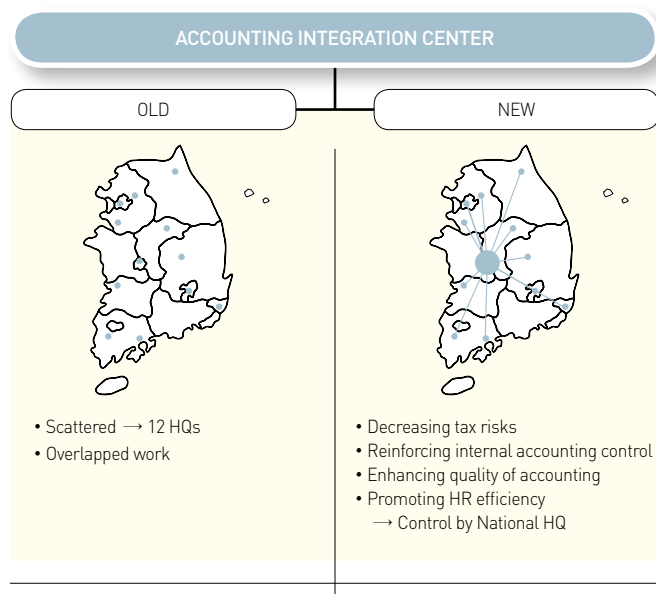 ACCOUNTING INTEGRATION CENTER
OLD
NEW
• Scattered → 12 HQs
• Overlapped work
• Decreasing tax risks
• Reinforcing internal accounting control
• Enhancing quality of accounting
• Promoting HR efficiency
→ Control by National HQ